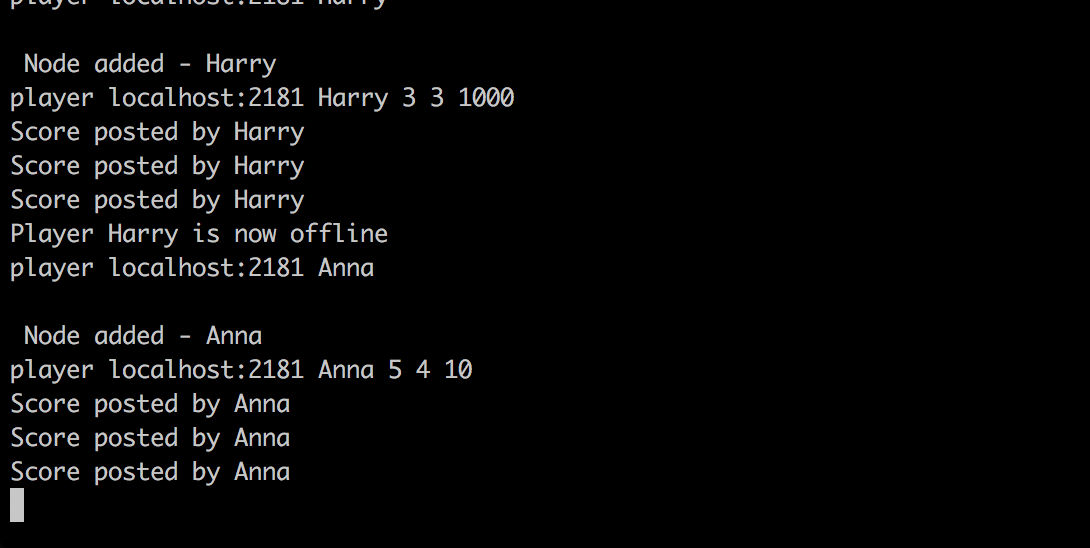 player localhost:2181 Harry
Node added - Harry
player localhost:2181 Harry 3 3 1000
Score posted by Harry
Score posted by Harry
Score posted by Harry
Player Harry is now offline
player localhost:2181 Anna
Node added - Anna
player localhost:2181 Anna 5 4 10
Score posted by Anna
Score posted by Anna
Score posted by Anna